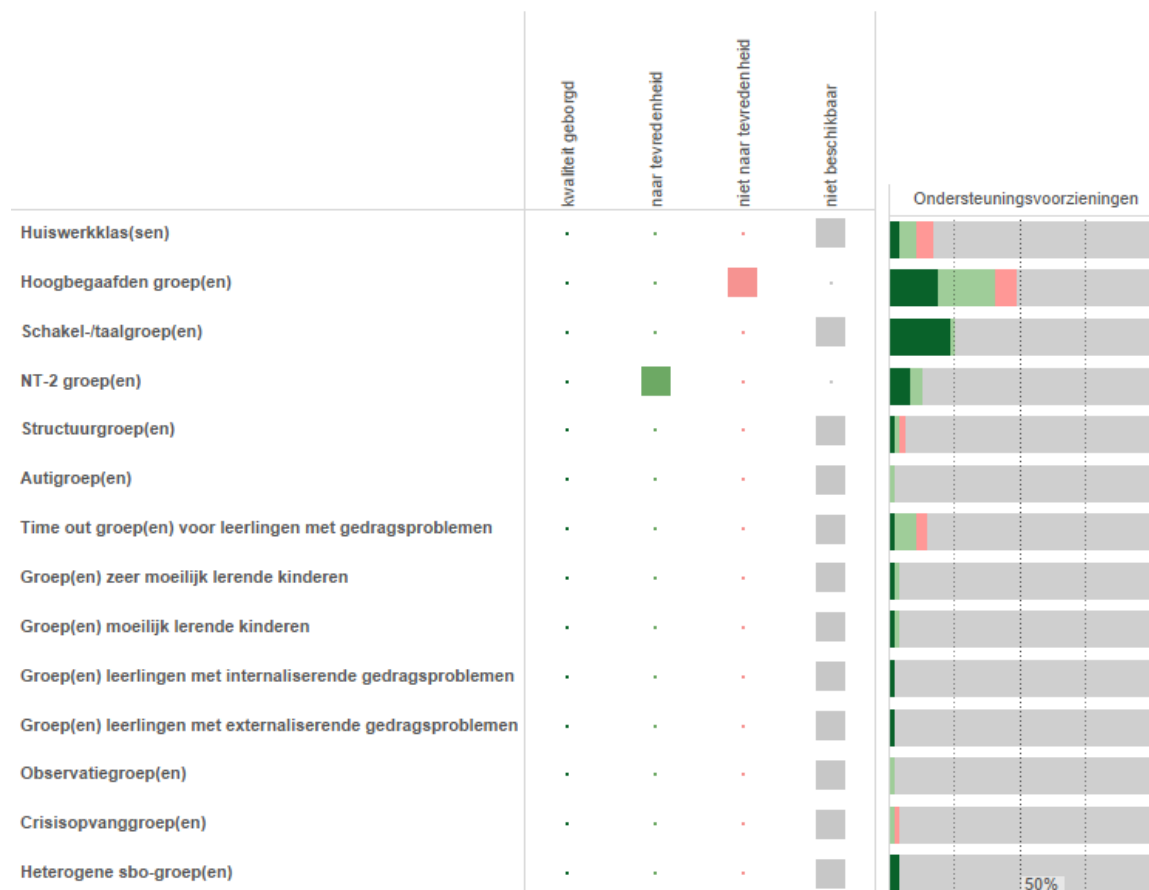 kwaliteit geborgd
naar tevredenheid
niet naar tevredenheid
niet beschikbaar
Ondersteuningsvoorzieningen
Huiswerkklas(sen)
Hoogbegaafden groep(en)
Schakel-/taalgroep(en)
NT-2 groep(en)
Structuurgroep(en)
Autigroep(en)
Time out groep(en) voor leerlingen met gedragsproblemen
Groep(en) zeer moeilijk lerende kinderen
Groep(en) moeilijk lerende kinderen
Groep(en) leerlingen met internaliserende gedragsproblemen
Groep(en) leerlingen met externaliserende gedragsproblemen
Observatiegroep(en)
Crisisopvanggroep(en)
Heterogene sbo-groep(en)
50%